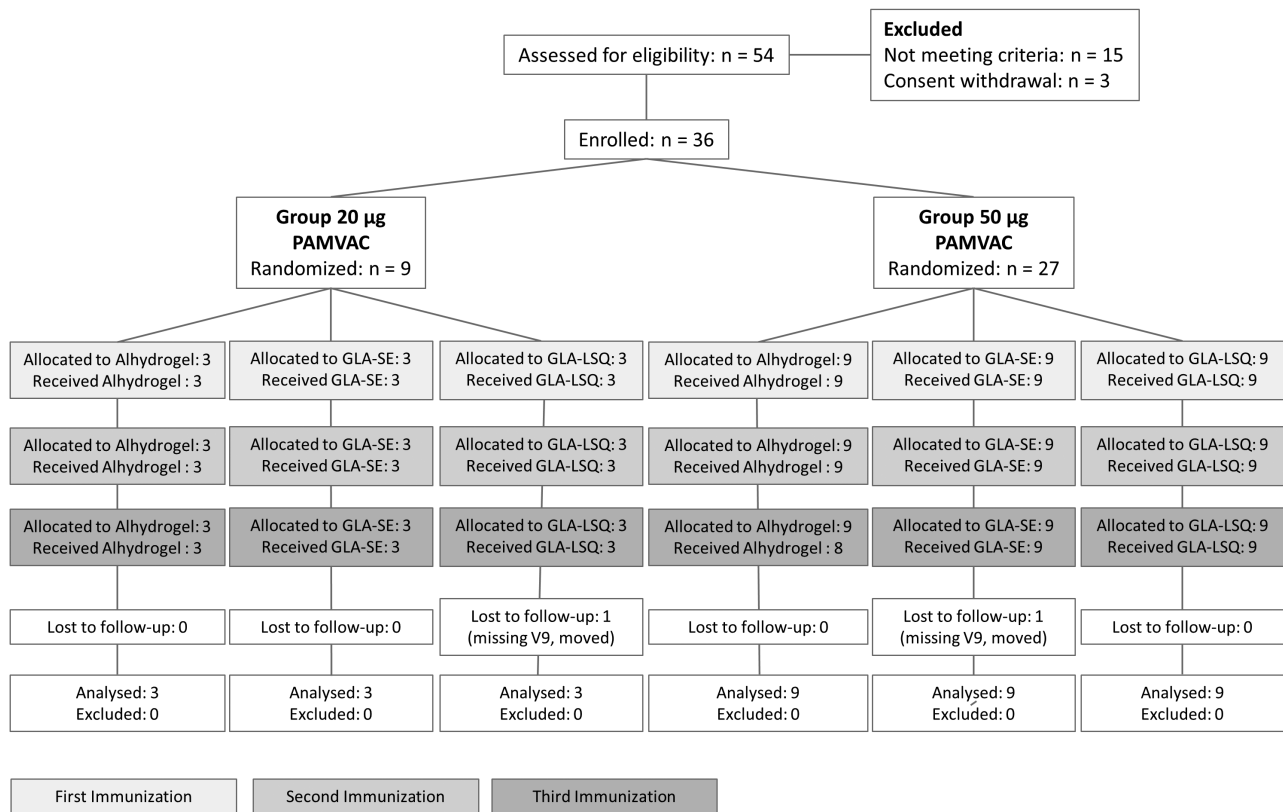 Assessed for eligibility: n = 54
Excluded
Not meeting criteria: n = 15
Consent withdrawal: n = 3
Enrolled: n = 36
Group 20 µg
PAMVAC
Randomized: n = 9
Group 50 µg
PAMVAC
Randomized: n = 27
Allocated to Alhydrogel: 3
Received Alhydrogel : 3
Allocated to GLA-SE: 3
Received GLA-SE: 3
Allocated to GLA-LSQ: 3
Received GLA-LSQ: 3
Allocated to Alhydrogel: 9
Received Alhydrogel : 9
Allocated to GLA-SE: 9
Received GLA-SE: 9
Allocated to GLA-LSQ: 9
Received GLA-LSQ: 9
Allocated to Alhydrogel: 3
Received Alhydrogel : 3
Allocated to GLA-SE: 3
Received GLA-SE: 3
Allocated to GLA-LSQ: 3
Received GLA-LSQ: 3
Allocated to Alhydrogel: 9
Received Alhydrogel : 9
Allocated to GLA-SE: 9
Received GLA-SE: 9
Allocated to GLA-LSQ: 9
Received GLA-LSQ: 9
Allocated to Alhydrogel: 3
Received Alhydrogel : 3
Allocated to GLA-SE: 3
Received GLA-SE: 3
Allocated to GLA-LSQ: 3
Received GLA-LSQ: 3
Allocated to Alhydrogel: 9
Received Alhydrogel : 8
Allocated to GLA-SE: 9
Received GLA-SE: 9
Allocated to GLA-LSQ: 9
Received GLA-LSQ: 9
Lost to follow-up: 0
Lost to follow-up: 0
Lost to follow-up: 1
(missing V9, moved)
Lost to follow-up: 0
Lost to follow-up: 1
(missing V9, moved)
Lost to follow-up: 0
Analysed: 3
Excluded: 0
Analysed: 3
Excluded: 0
Analysed: 3
Excluded: 0
Analysed: 9
Excluded: 0
Analysed: 9
Excluded: 0
Analysed: 9
Excluded: 0
First Immunization
Second Immunization
Third Immunization